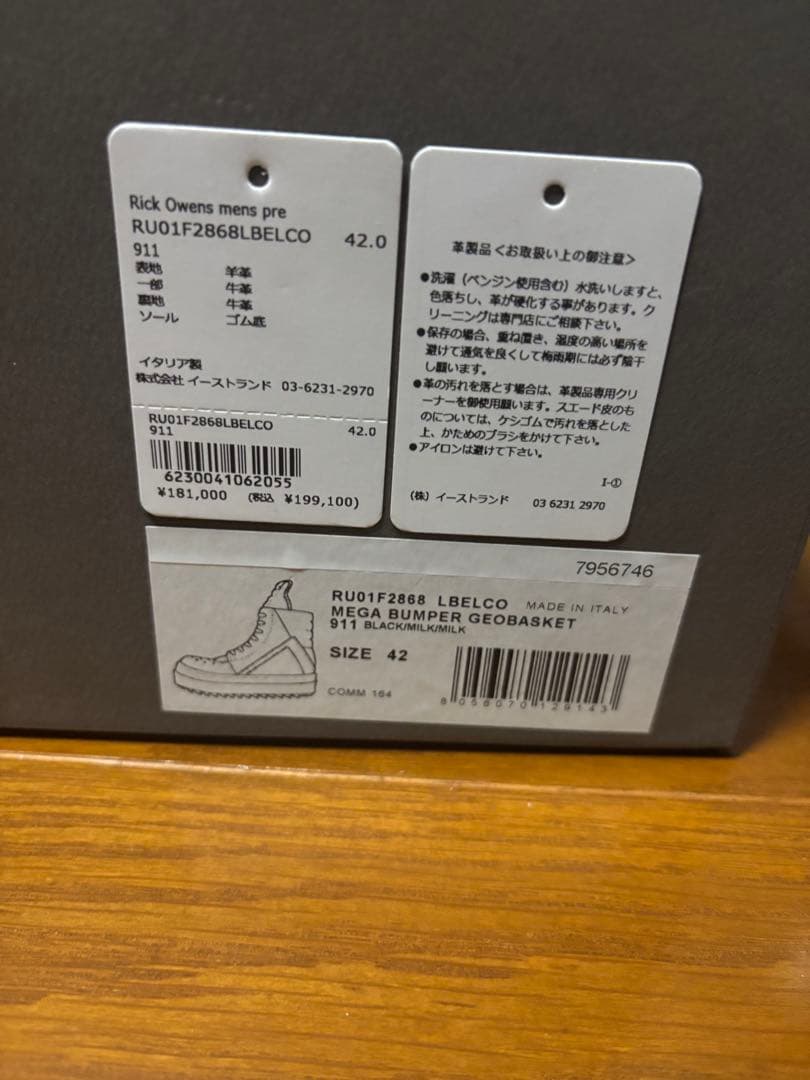 Rick Owens mens pre
RU01F2868LBELCO 42.0
911
表地 羊革
一部 牛革
裏地 牛革
ソール ゴム底
イタリア製
株式会社 イーストランド 03-6231-2970
RU01F2868LBELCO
911 42.0
6230041062055
¥181,000 (税込 ¥199,100)
革製品<お取扱い上の御注意>
●洗濯(ベンジン使用含む)水洗いしますと、
色落ちし、革が硬化する事があります。ク
リーニングは専門店にご相談下さい。
●保存の場合、重ね置き、温度の高い場所を
避けて通気を良くして梅雨期には必ず陰干
し願います。
●革の汚れを落とす場合は、革製品専用クリ
ーナーを御使用願います。スエード皮のも
のについては、ケシゴムで汚れを落とした
上、かためのブラシをかけて下さい。
●アイロンは避けて下さい。
I-①
(株) イーストランド 03 6231 2970
7956746
RU01F2868 LBELCO MADE IN ITALY
MEGA BUMPER GEOBASKET
911 BLACK/MILK/MILK
SIZE 42
COMM 164
8 056070 129143